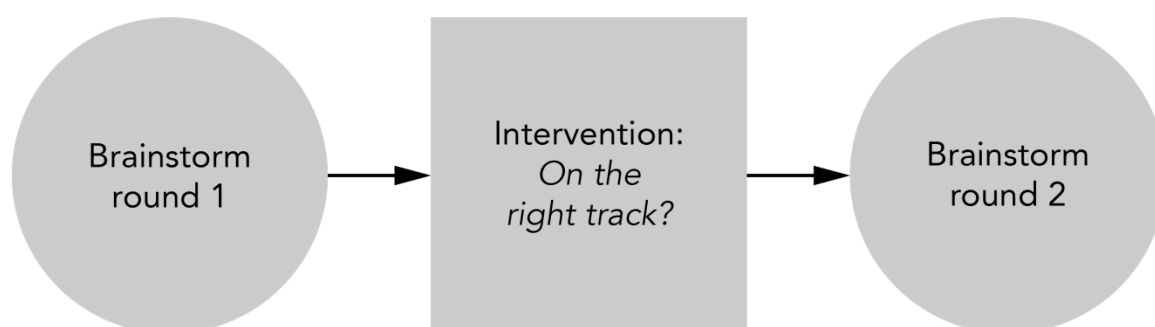 Brainstorm
round 1
Intervention:
On the
right track?
Brainstorm
round 2